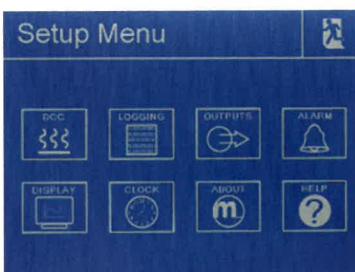 Setup Menu
DCC LOGGING OUTPUTS ALARM
DISPLAY CLOCK ABOUT HELP
m
?